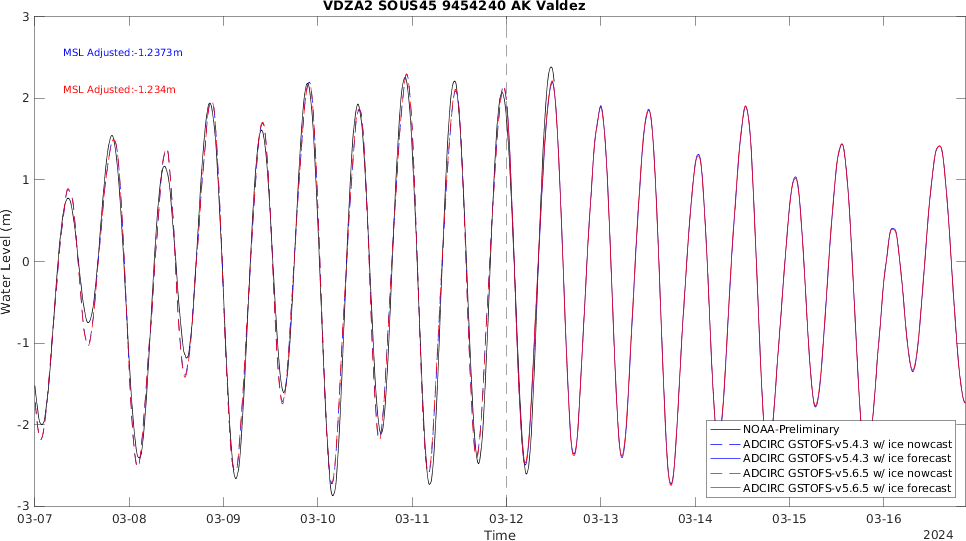 VDZA2 SOUS45 9454240 AK Valdez
3
2
1
0
-1
-2
-3
Water Level (m)
MSL Adjusted:-1.2373m
MSL Adjusted:-1.234m
NOAA-Preliminary
ADCIRC GSTOFS-v5.4.3 w/ ice nowcast
ADCIRC GSTOFS-v5.4.3 w/ ice forecast
ADCIRC GSTOFS-v5.6.5 w/ ice nowcast
ADCIRC GSTOFS-v5.6.5 w/ ice forecast
03-07 03-08 03-09 03-10 03-11 03-12 03-13 03-14 03-15 03-16
Time
2024